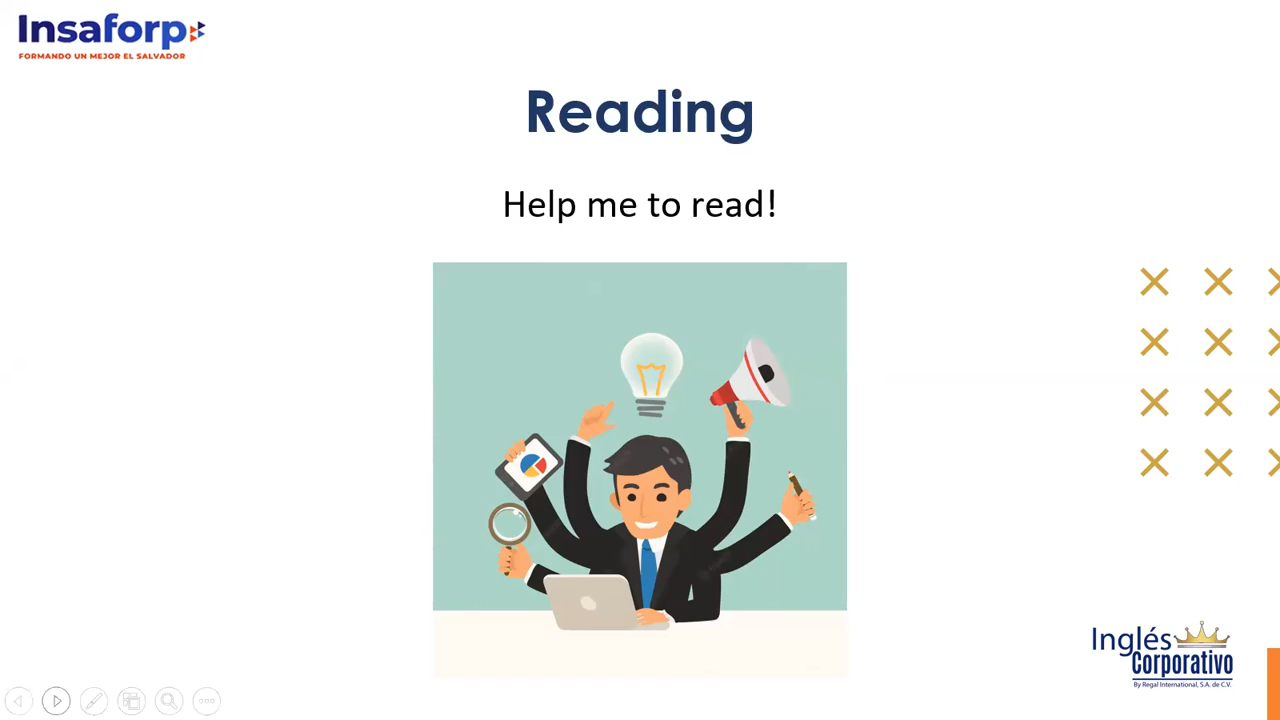 Insaforp
FORMANDO UN MEJOR EL SALVADOR
Reading
Help me to read!
Inglés
Corporativo
By Regal International, S.A. de C.V.